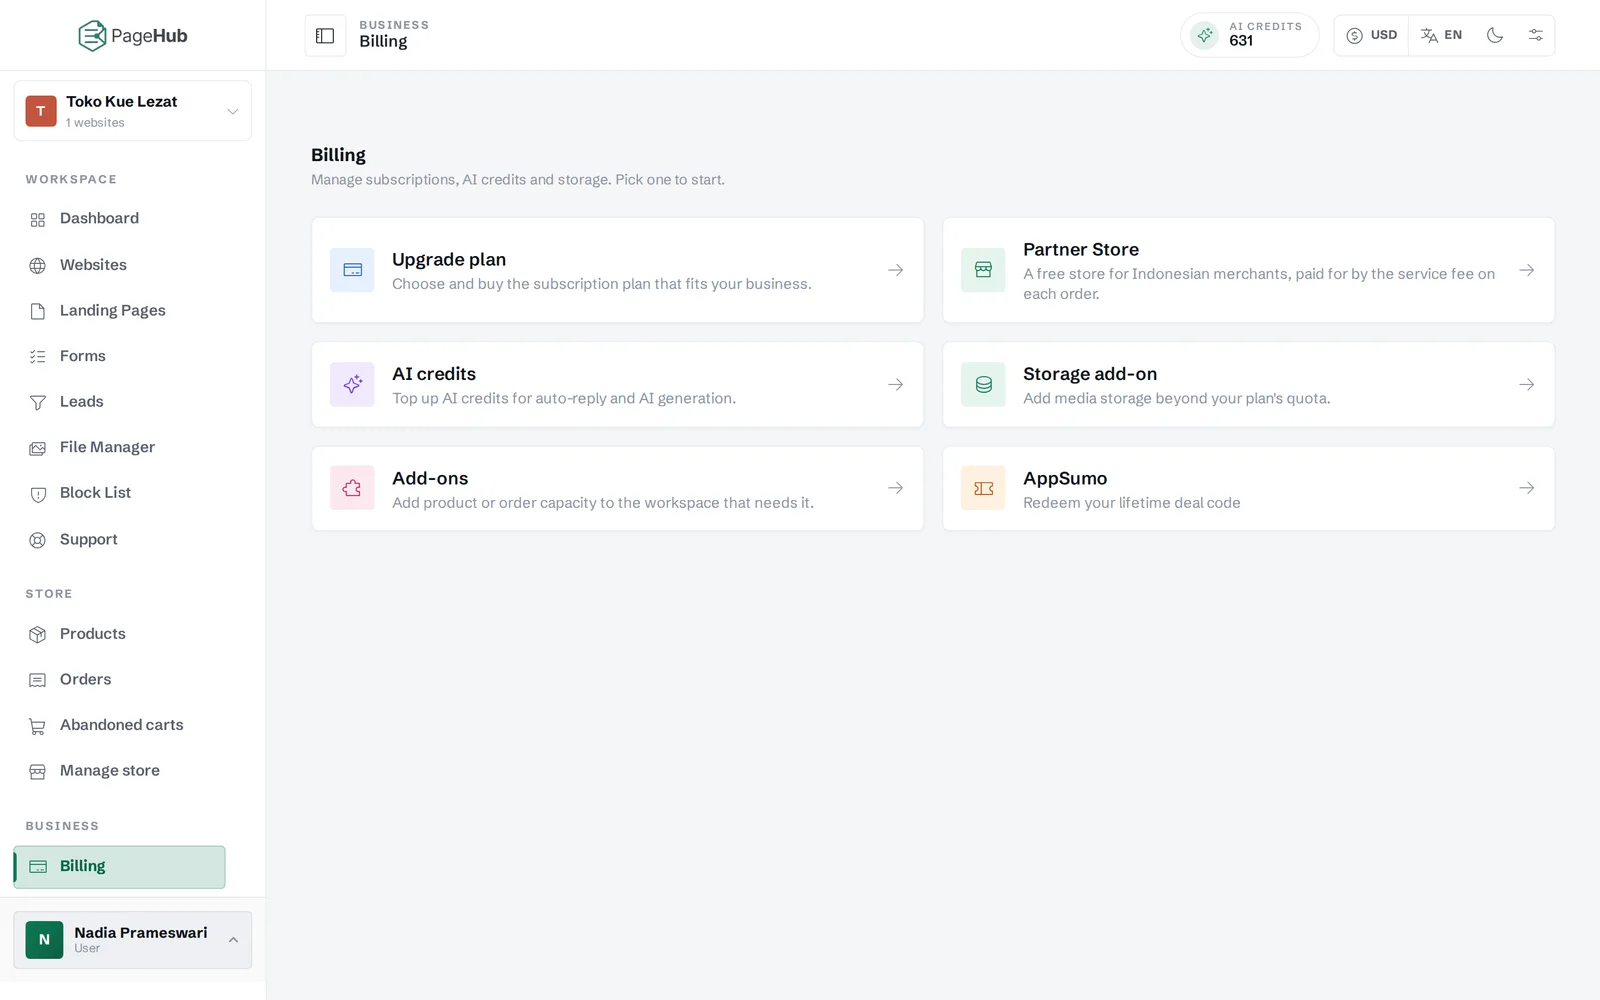 PageHub
BUSINESS
Billing
AI CREDITS
631
USD
EN
T
Toko Kue Lezat
1 websites
WORKSPACE
Dashboard
Websites
Landing Pages
Forms
Leads
File Manager
Block List
Support
STORE
Products
Orders
Abandoned carts
Manage store
BUSINESS
Billing
N
Nadia Prameswari
User
Billing
Manage subscriptions, AI credits and storage. Pick one to start.
Upgrade plan
Choose and buy the subscription plan that fits your business.
Partner Store
A free store for Indonesian merchants, paid for by the service fee on
each order.
AI credits
Top up AI credits for auto-reply and AI generation.
Storage add-on
Add media storage beyond your plan's quota.
Add-ons
Add product or order capacity to the workspace that needs it.
AppSumo
Redeem your lifetime deal code